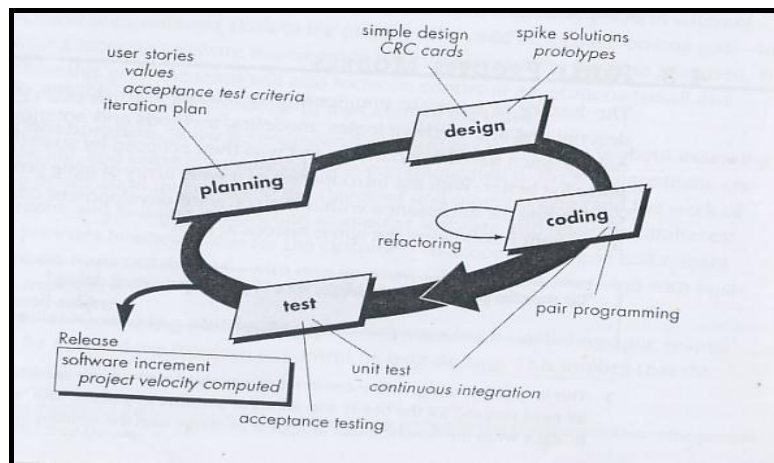 simple design
CRC cards
spike solutions
prototypes
user stories
values
acceptance test criteria
iteration plan
design
planning
coding
refactoring
test
pair programming
Release
software increment
project velocity computed
unit test
continuous integration
acceptance testing